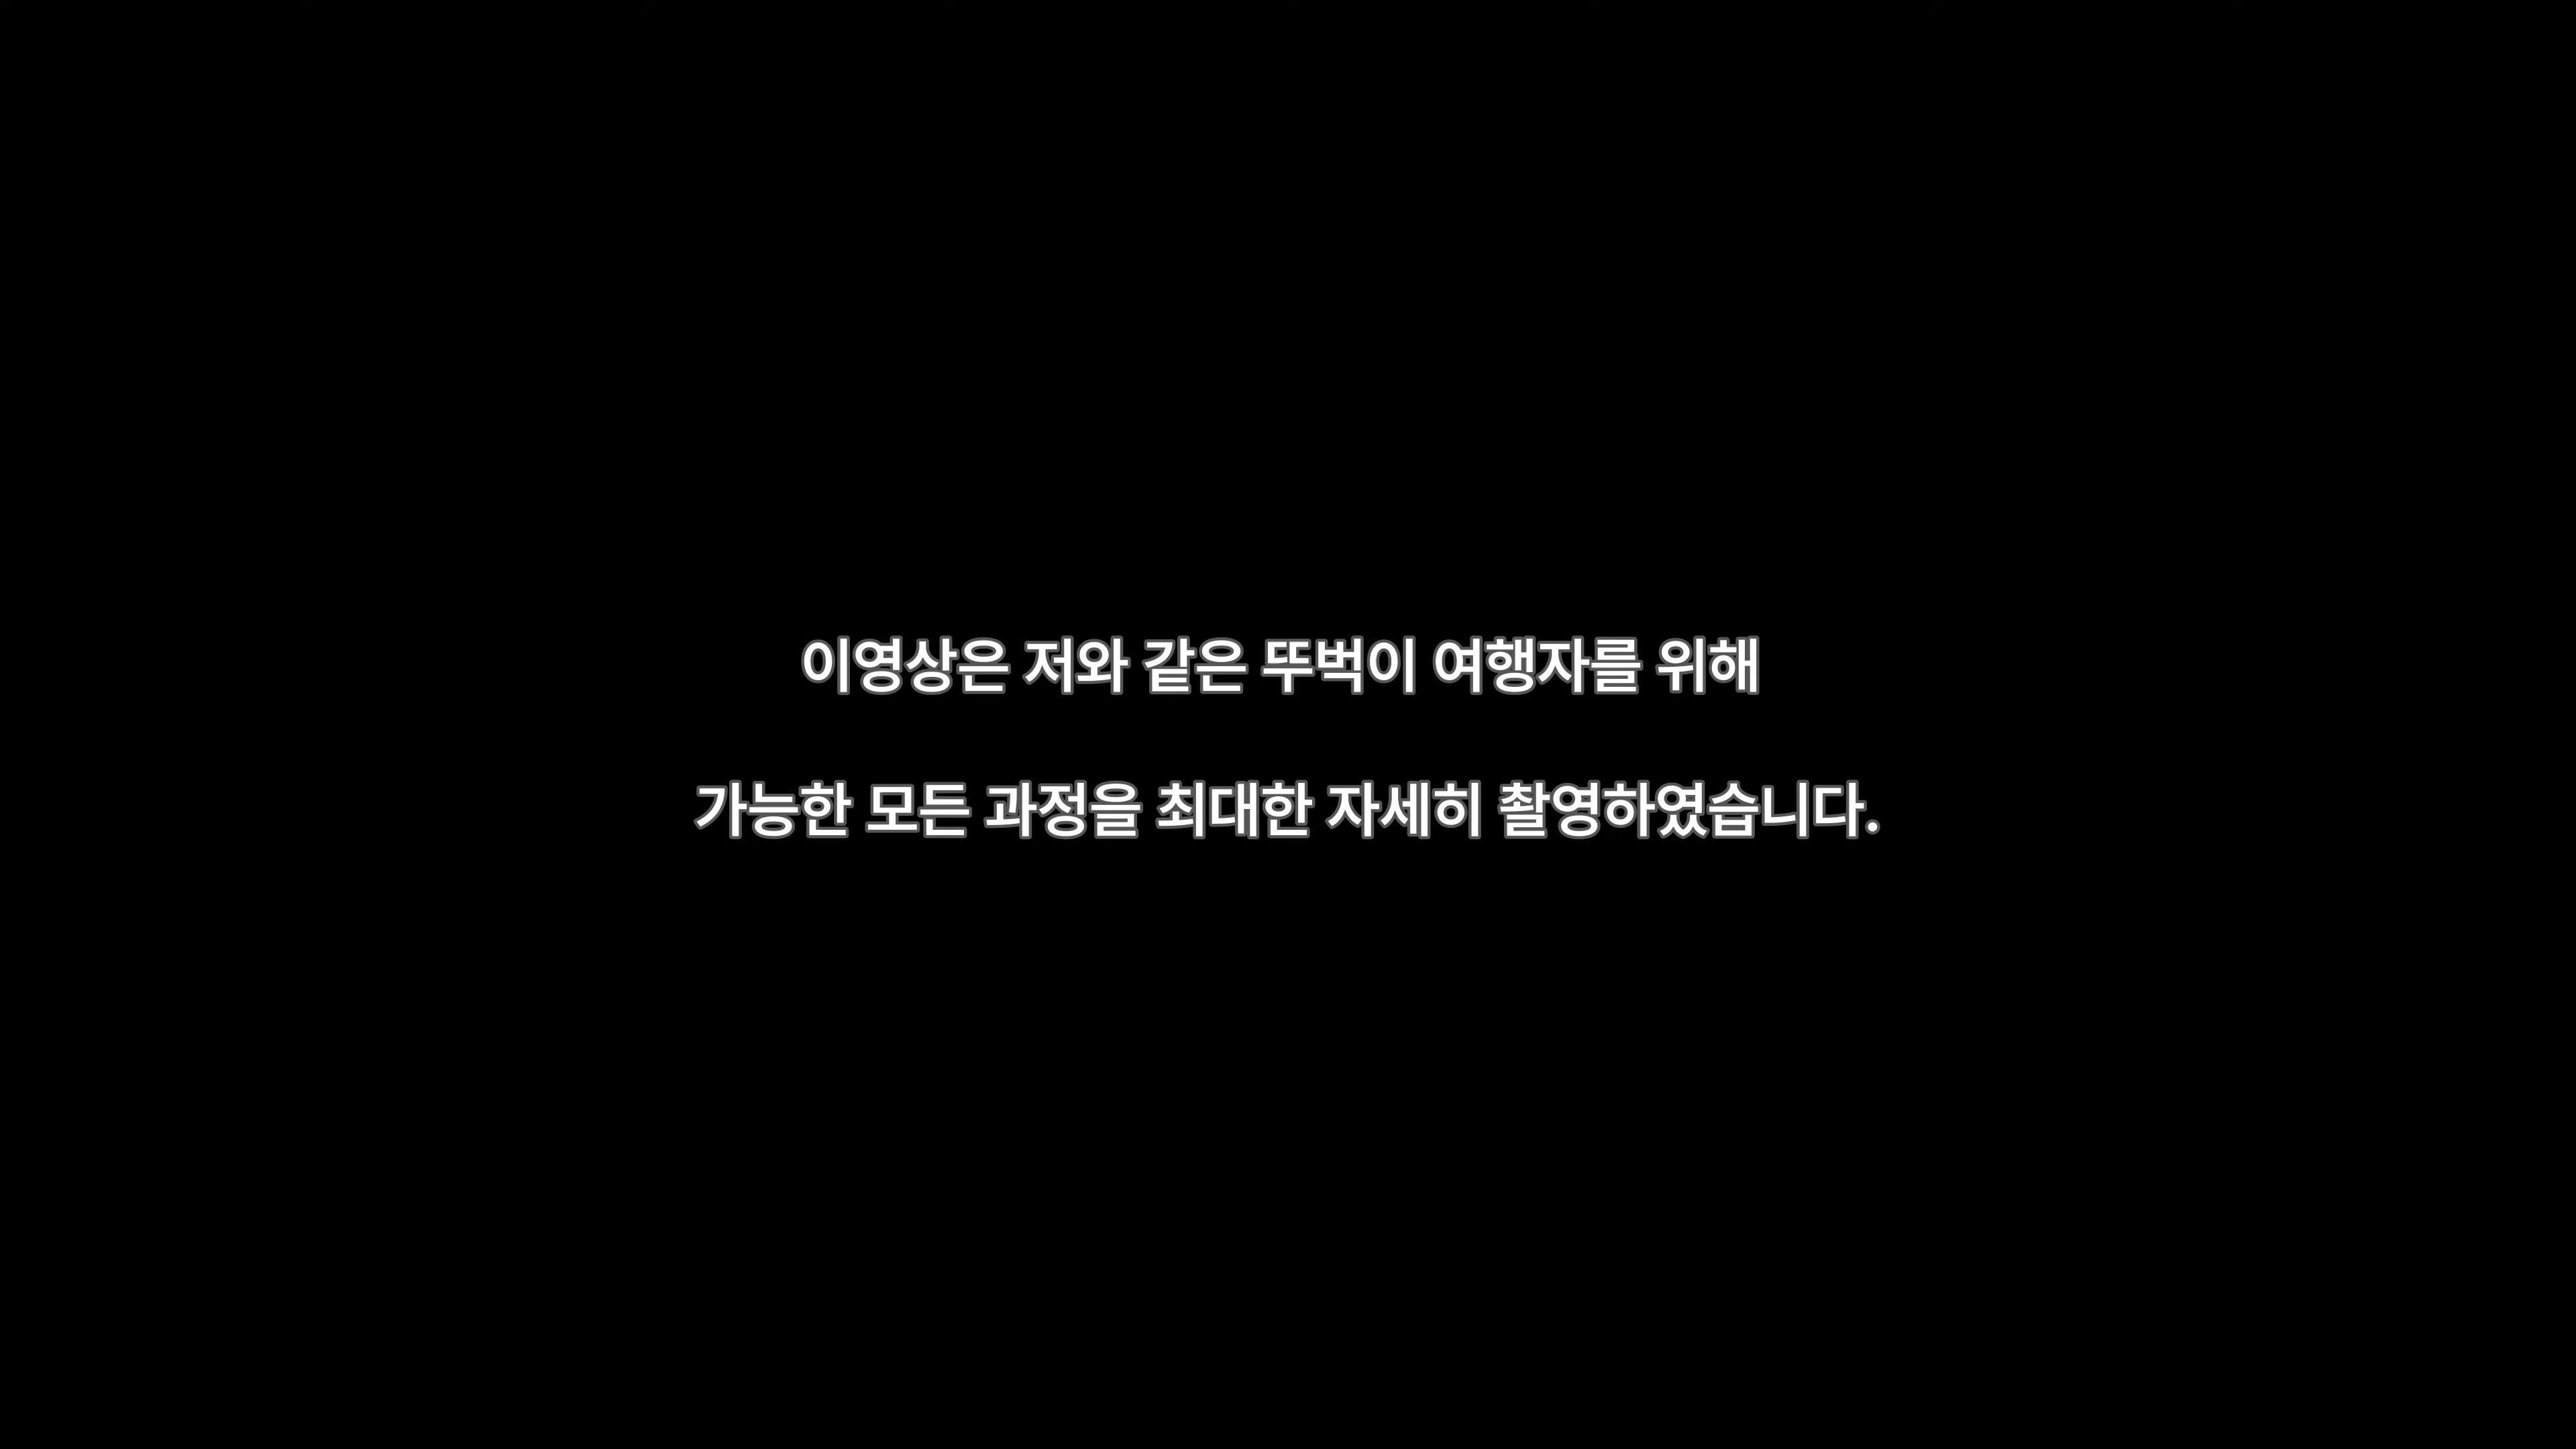 이영상은 저와 같은 뚜벅이 여행자를 위해
가능한 모든 과정을 최대한 자세히 촬영하였습니다.